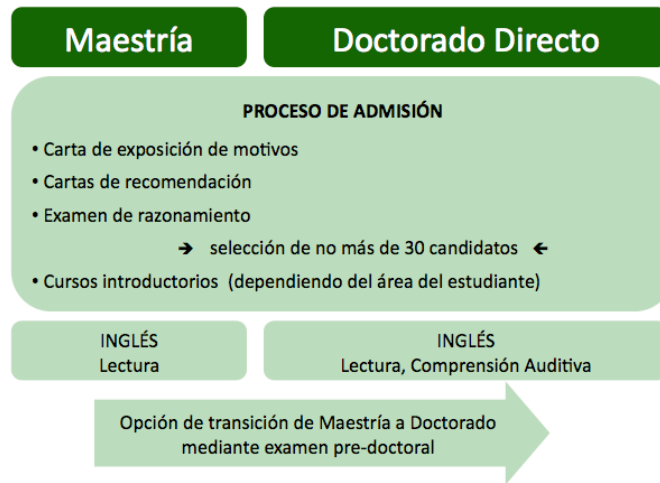 Maestría
Doctorado Directo
PROCESO DE ADMISIÓN
• Carta de exposición de motivos
• Cartas de recomendación
• Examen de razonamiento
➔ selección de no más de 30 candidatos ←
• Cursos introductorios (dependiendo del área del estudiante)
INGLÉS
Lectura
INGLÉS
Lectura, Comprensión Auditiva
Opción de transición de Maestría a Doctorado
mediante examen pre-doctoral